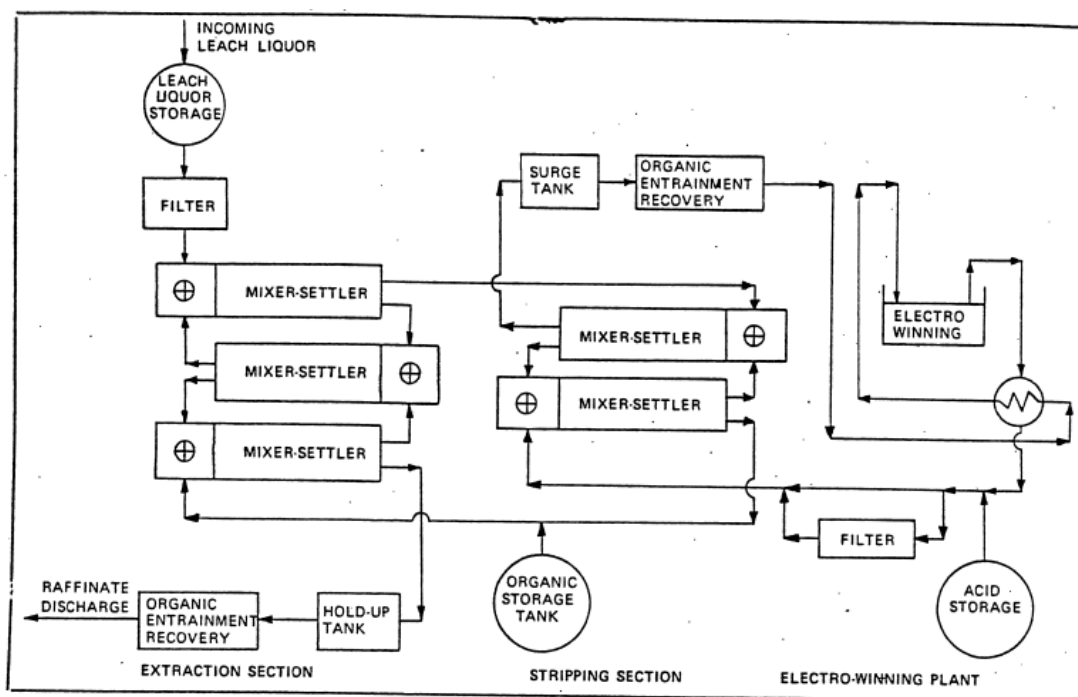 INCOMING
LEACH LIQUOR
LEACH
LIQUOR
STORAGE
FILTER
SURGE
TANK
ORGANIC
ENTRAINMENT
RECOVERY
MIXER-SETTLER
MIXER-SETTLER
MIXER-SETTLER
MIXER-SETTLER
MIXER-SETTLER
ELECTRO
WINNING
FILTER
ORGANIC
STORAGE
TANK
ACID
STORAGE
RAFFINATE
DISCHARGE
ORGANIC
ENTRAINMENT
RECOVERY
HOLD-UP
TANK
EXTRACTION SECTION
STRIPPING SECTION
ELECTRO-WINNING PLANT